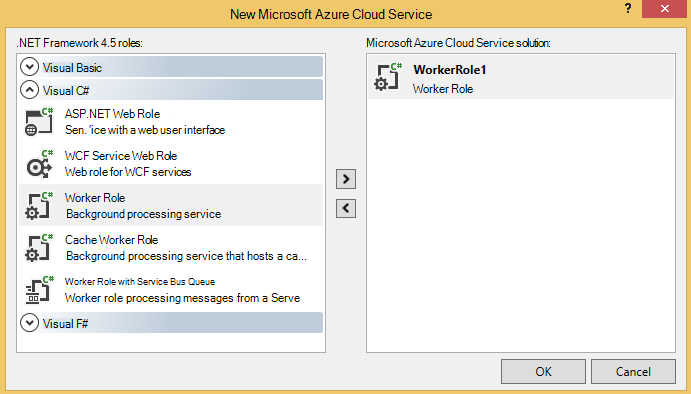 New Microsoft Azure Cloud Service
? ×
.NET Framework 4.5 roles:
Visual Basic
Visual C#
C#
ASP.NET Web Role
Sen. 'ice with a web user interface
C#
WCF Service Web Role
Web role for WCF services
C#
Worker Role
Background processing service
C#
Cache Worker Role
Background processing service that hosts a ca...
C#
Worker Role with Service Bus Queue
Worker role processing messages from a Serve
Visual F#
>
<
Microsoft Azure Cloud Service solution:
C#
WorkerRole1
Worker Role
OK
Cancel